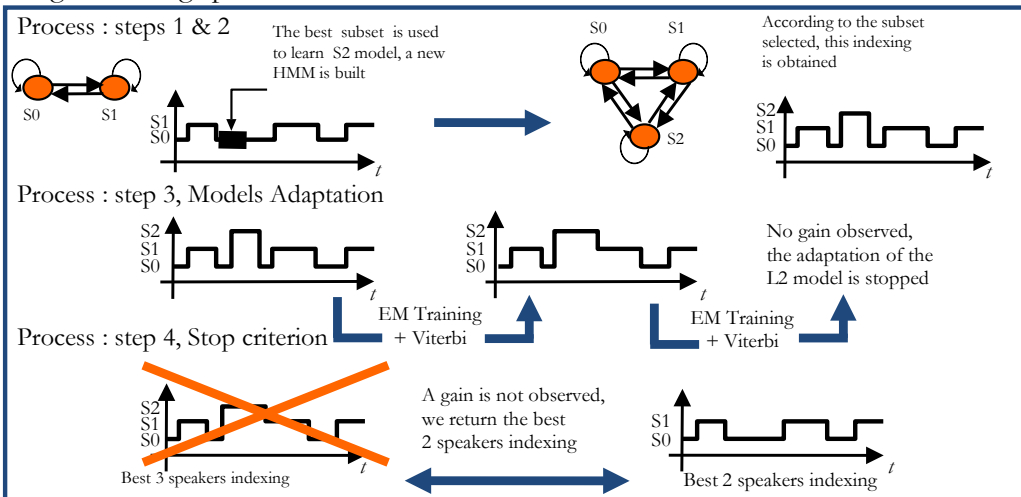 Process : steps 1 & 2
The best subset is used
to learn S2 model, a new
HMM is built
S0
S1
S1
S0
t
S0
S1
S2
According to the subset
selected, this indexing
is obtained
S2
S1
S0
t
Process : step 3, Models Adaptation
S2
S1
S0
t
S2
S1
S0
t
No gain observed,
the adaptation of the
L2 model is stopped
EM Training
+ Viterbi
EM Training
+ Viterbi
Process : step 4, Stop criterion
S2
S1
S0
t
Best 3 speakers indexing
A gain is not observed,
we return the best
2 speakers indexing
S1
S0
t
Best 2 speakers indexing